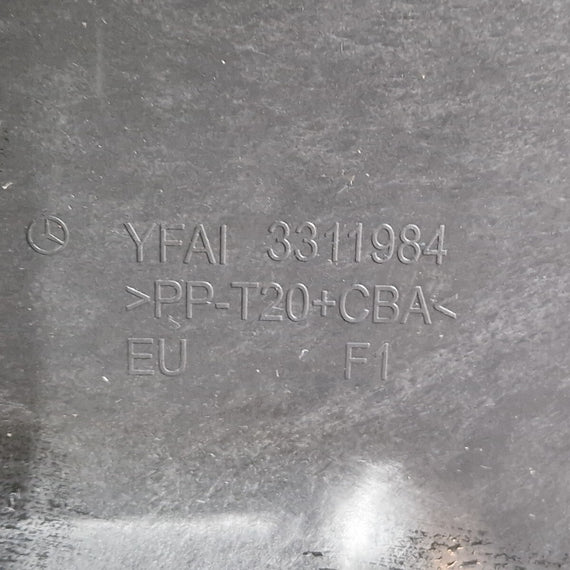 YFAI 3311984
>PP-T20+CBA<
EU F1